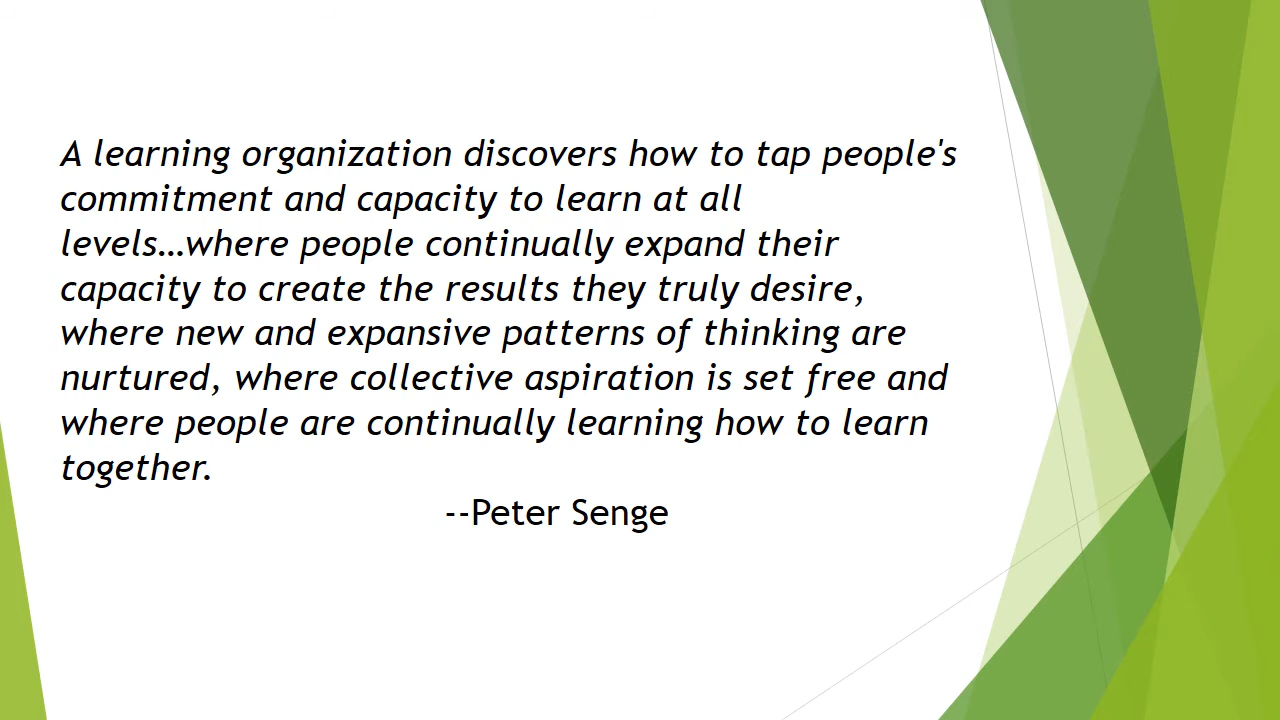 A learning organization discovers how to tap people's
commitment and capacity to learn at all
levels…where people continually expand their
capacity to create the results they truly desire,
where new and expansive patterns of thinking are
nurtured, where collective aspiration is set free and
where people are continually learning how to learn
together.
--Peter Senge